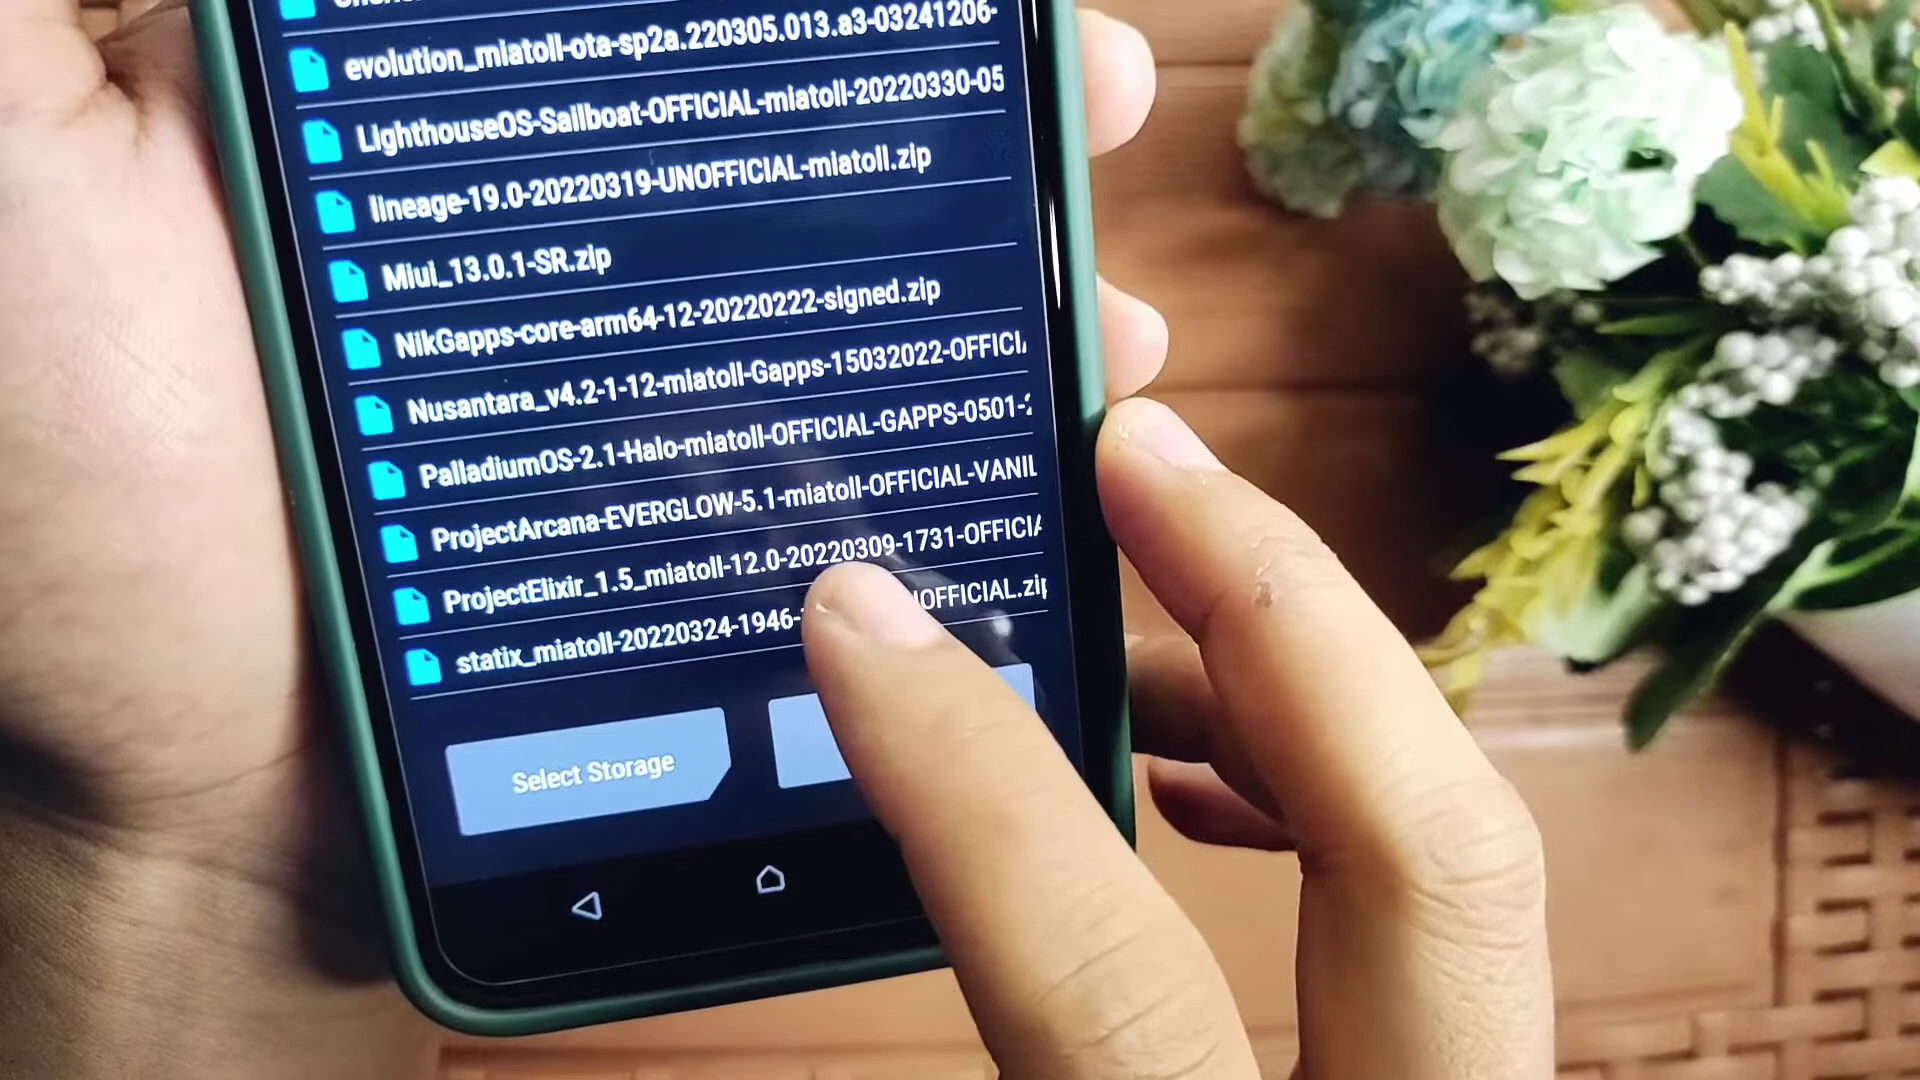 evolution_miatoll-ota-sp2a.220305.013.a3-03241206-
LighthouseOS-Sailboat-OFFICIAL-miatoll-20220330-05
lineage-19.0-20220319-UNOFFICIAL-miatoll.zip
Miui_13.0.1-SR.zip
NikGapps-core-arm64-12-20220222-signed.zip
Nusantara_v4.2-1-12-miatoll-Gapps-15032022-OFFICI
PalladiumOS-2.1-Halo-miatoll-OFFICIAL-GAPPS-0501-
ProjectArcana-EVERGLOW-5.1-miatoll-OFFICIAL-VANIL
ProjectElixir_1.5_miatoll-12.0-20220309-1731-OFFICIA
statix_miatoll-20220324-1946- NOFFICIAL.zip
Select Storage